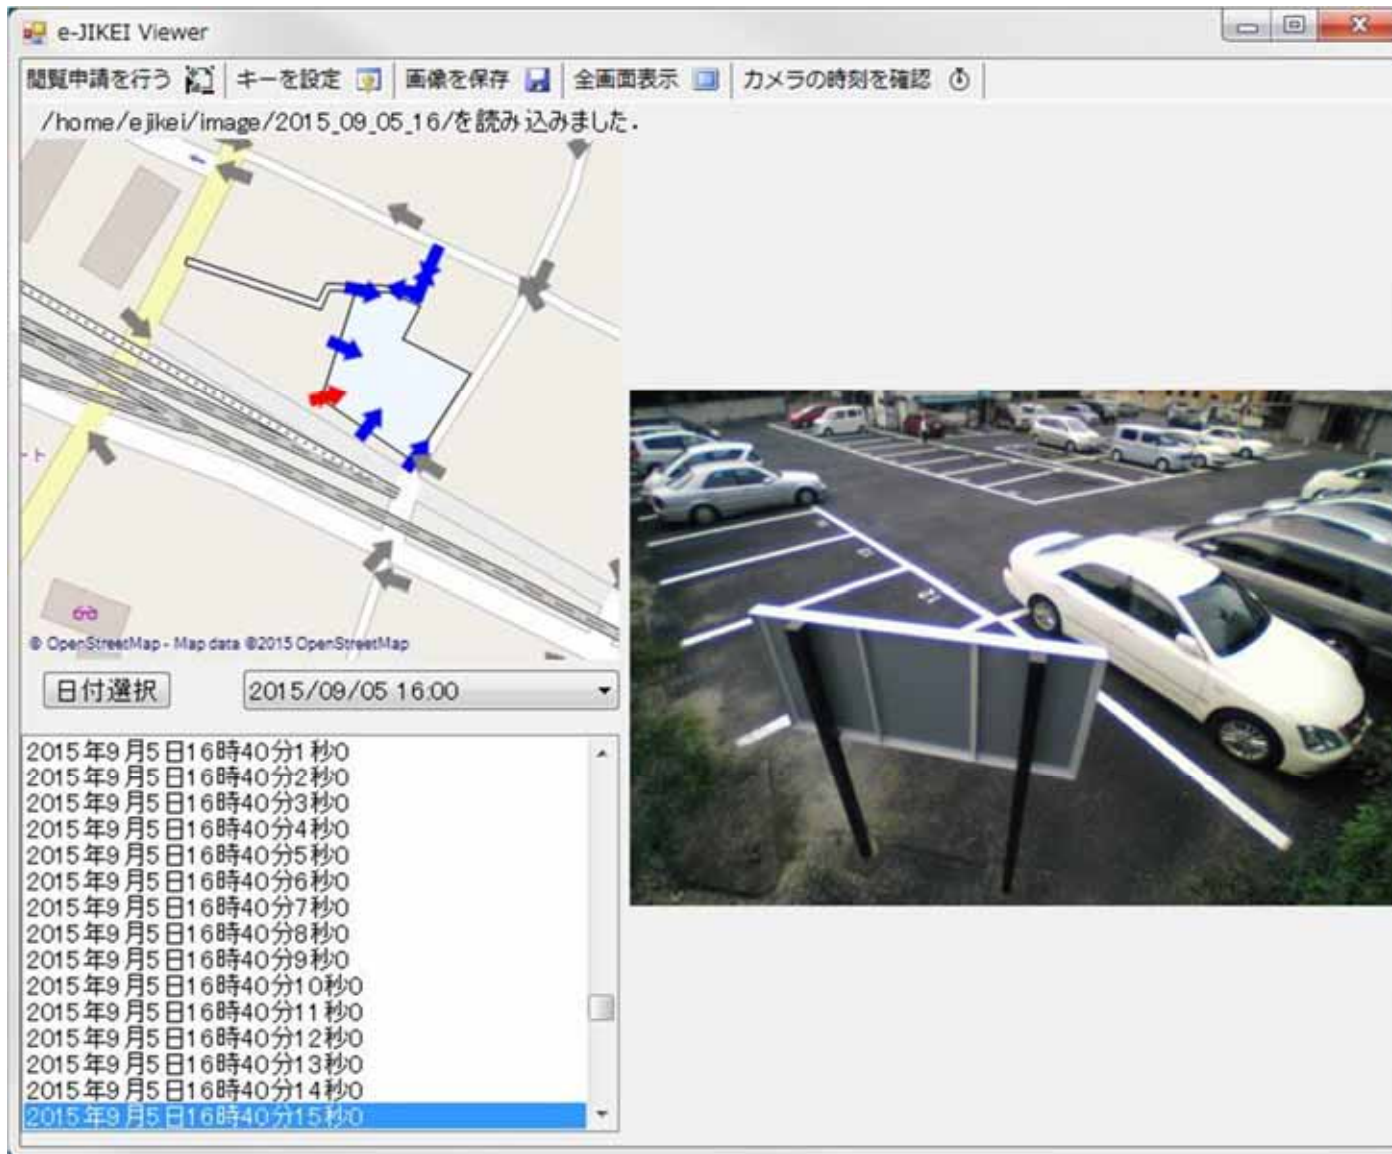 e-JIKEI Viewer
閲覧申請を行う キーを設定 画像を保存 全画面表示 カメラの時刻を確認
/home/ejikei/image/2015_09_05_16/を読み込みました.
ート
© OpenStreetMap - Map data ©2015 OpenStreetMap
日付選択 2015/09/05 16:00
2015年9月5日16時40分1秒0
2015年9月5日16時40分2秒0
2015年9月5日16時40分3秒0
2015年9月5日16時40分4秒0
2015年9月5日16時40分5秒0
2015年9月5日16時40分6秒0
2015年9月5日16時40分7秒0
2015年9月5日16時40分8秒0
2015年9月5日16時40分9秒0
2015年9月5日16時40分10秒0
2015年9月5日16時40分11秒0
2015年9月5日16時40分12秒0
2015年9月5日16時40分13秒0
2015年9月5日16時40分14秒0
2015年9月5日16時40分15秒0